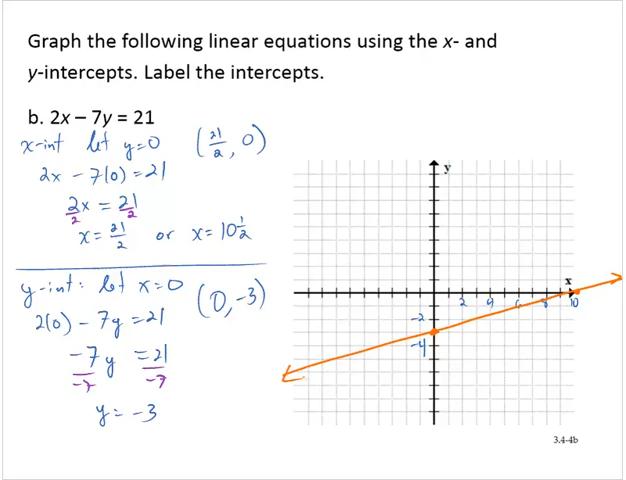 Graph the following linear equations using the x- and
y-intercepts. Label the intercepts.
b. 2x – 7y = 21
x-int let y=0 (21/2, 0)
2x - 7(0) = 21
2x/2 = 21/2
x = 21/2 or x = 10 1/2
y-int: let x=0 (0, -3)
2(0) - 7y = 21
-7y/-7 = 21/-7
y = -3
y
x
2 4 6 8 10
-2
-4
3.4-4b